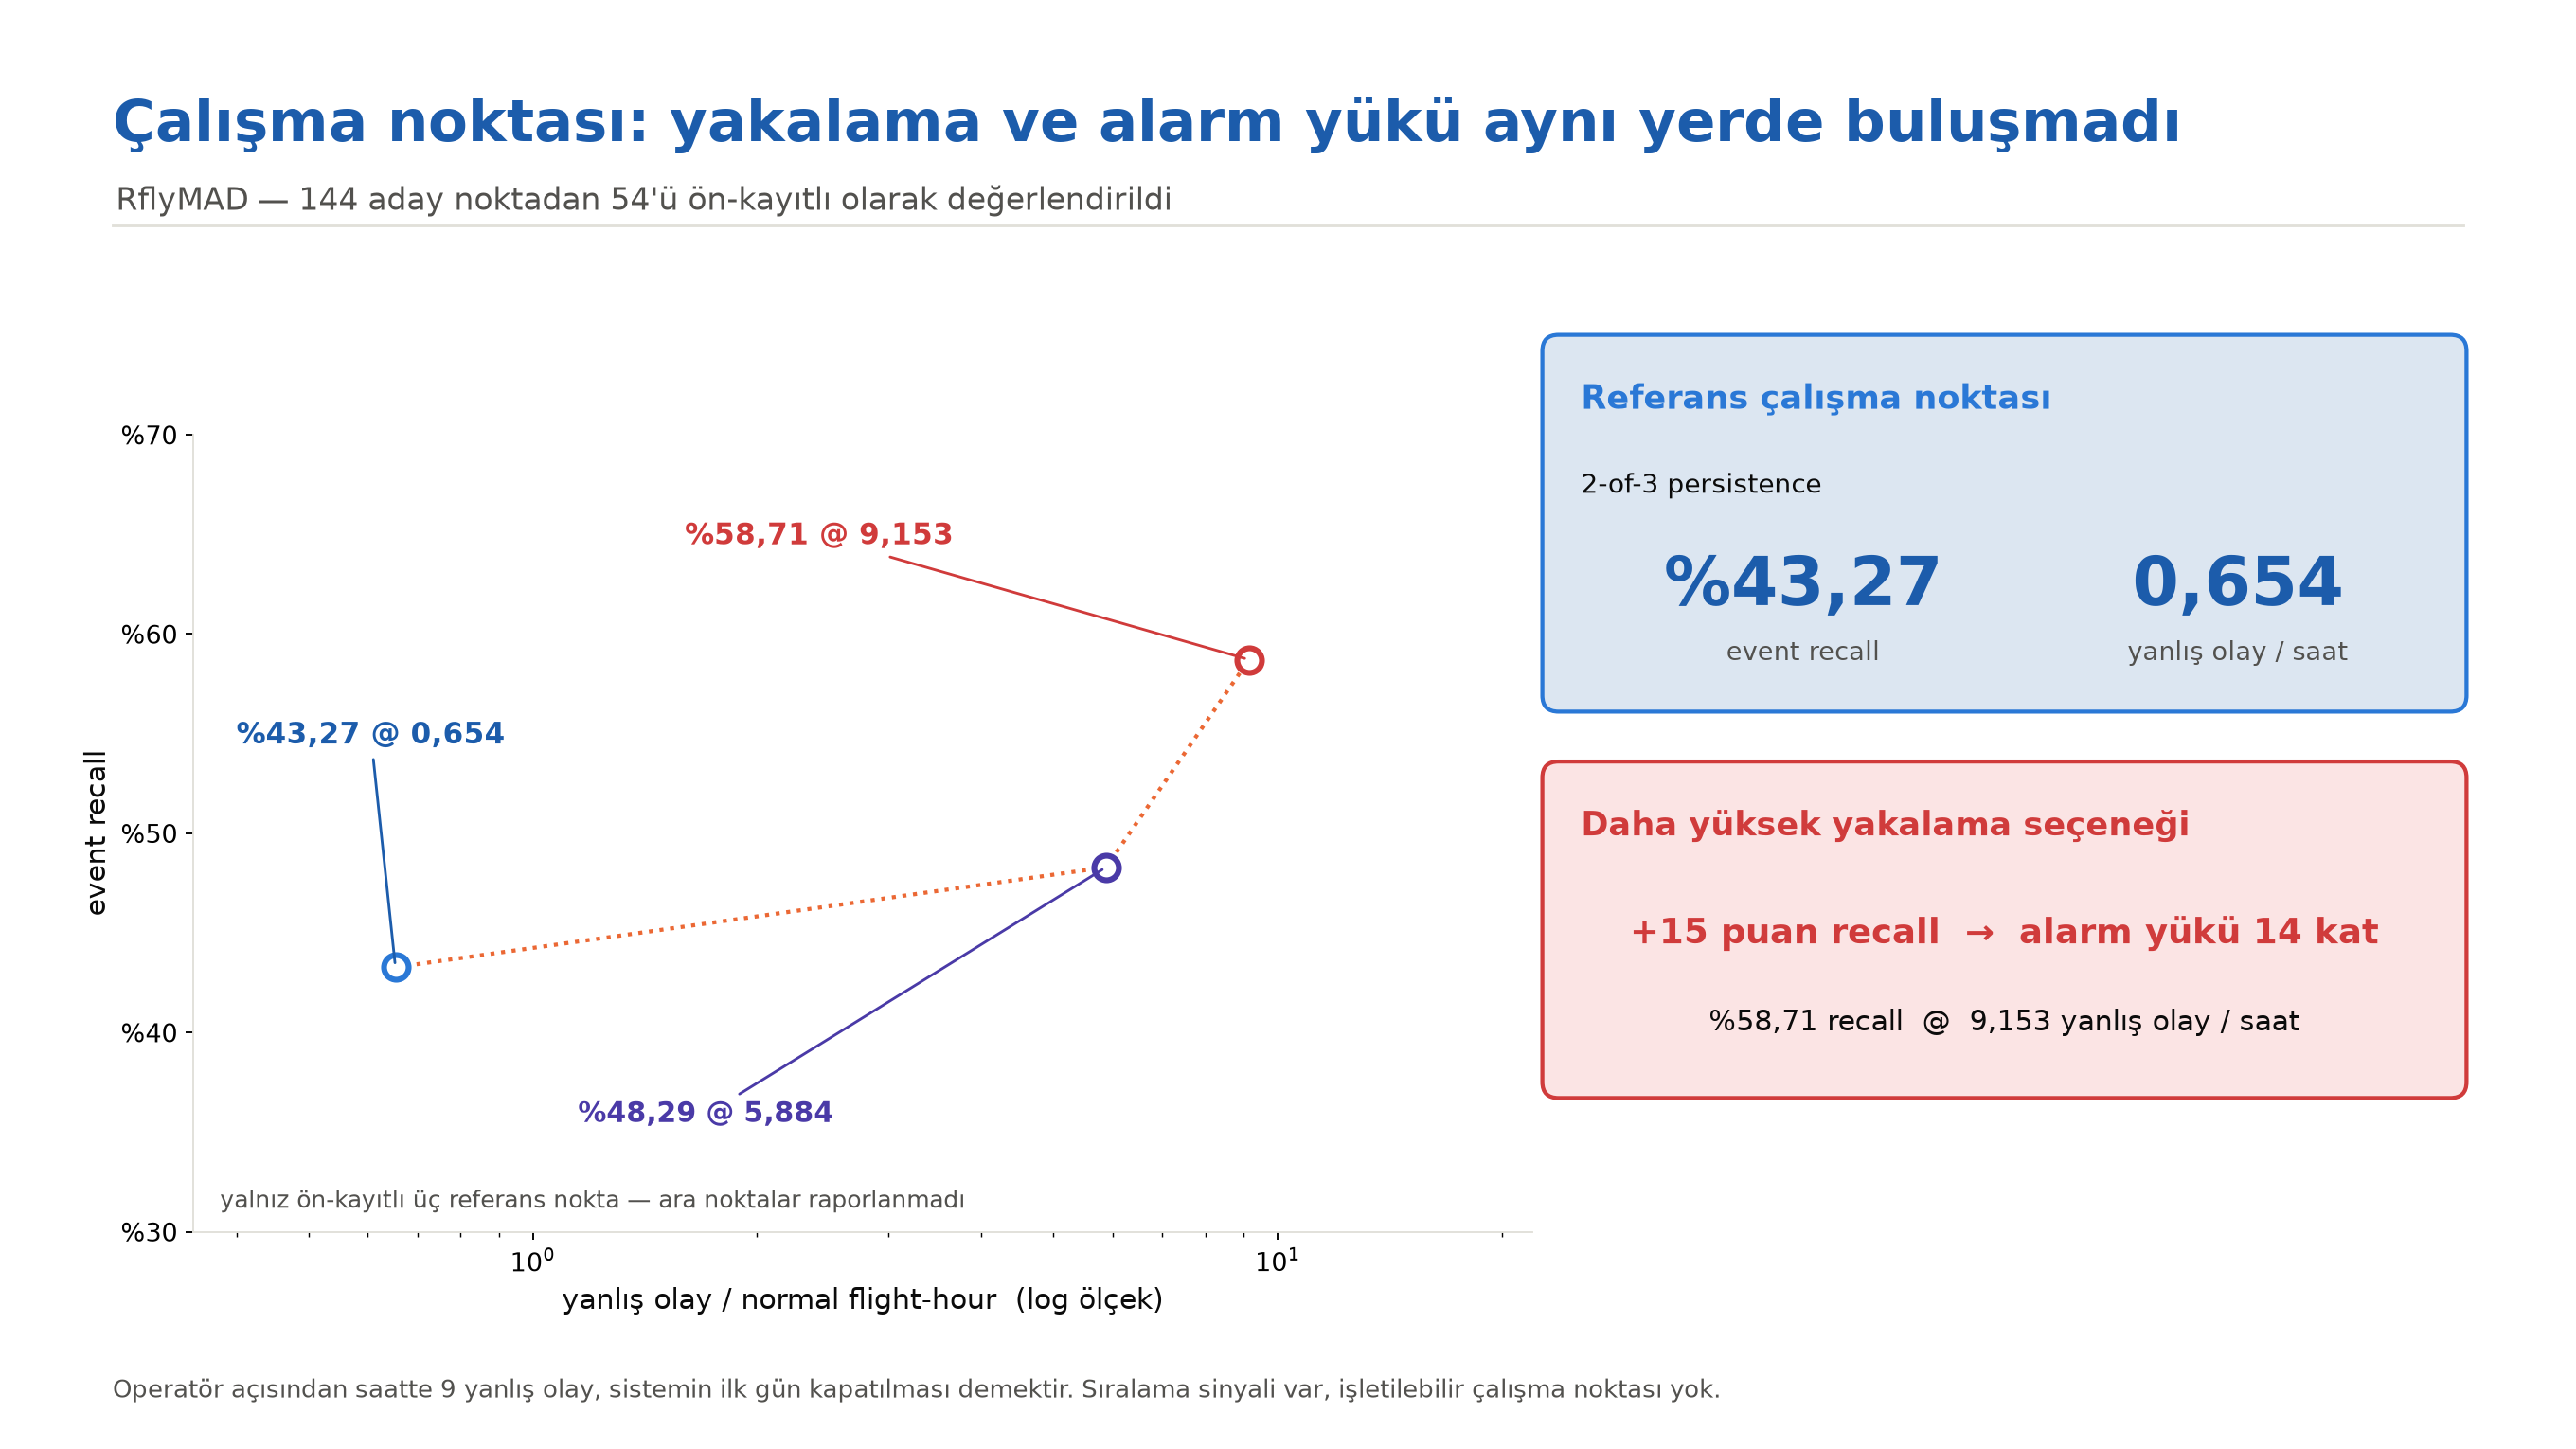 Çalışma noktası: yakalama ve alarm yükü aynı yerde buluşmadı
RflyMAD — 144 aday noktadan 54'ü ön-kayıtlı olarak değerlendirildi
%70
%60
%50
%40
%30
event recall
%58,71 @ 9,153
%43,27 @ 0,654
%48,29 @ 5,884
yalnız ön-kayıtlı üç referans nokta — ara noktalar raporlanmadı
10⁰ 10¹
yanlış olay / normal flight-hour (log ölçek)
Referans çalışma noktası
2-of-3 persistence
%43,27 0,654
event recall yanlış olay / saat
Daha yüksek yakalama seçeneği
+15 puan recall → alarm yükü 14 kat
%58,71 recall @ 9,153 yanlış olay / saat
Operatör açısından saatte 9 yanlış olay, sistemin ilk gün kapatılması demektir. Sıralama sinyali var, işletilebilir çalışma noktası yok.